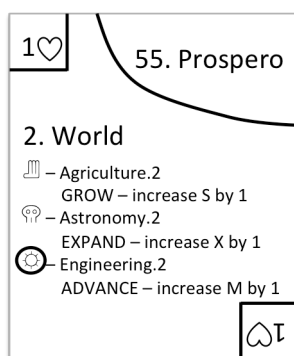 1♡
55. Prospero
2. World
– Agriculture.2
GROW – increase S by 1
– Astronomy.2
EXPAND – increase X by 1
– Engineering.2
ADVANCE – increase M by 1
1♡